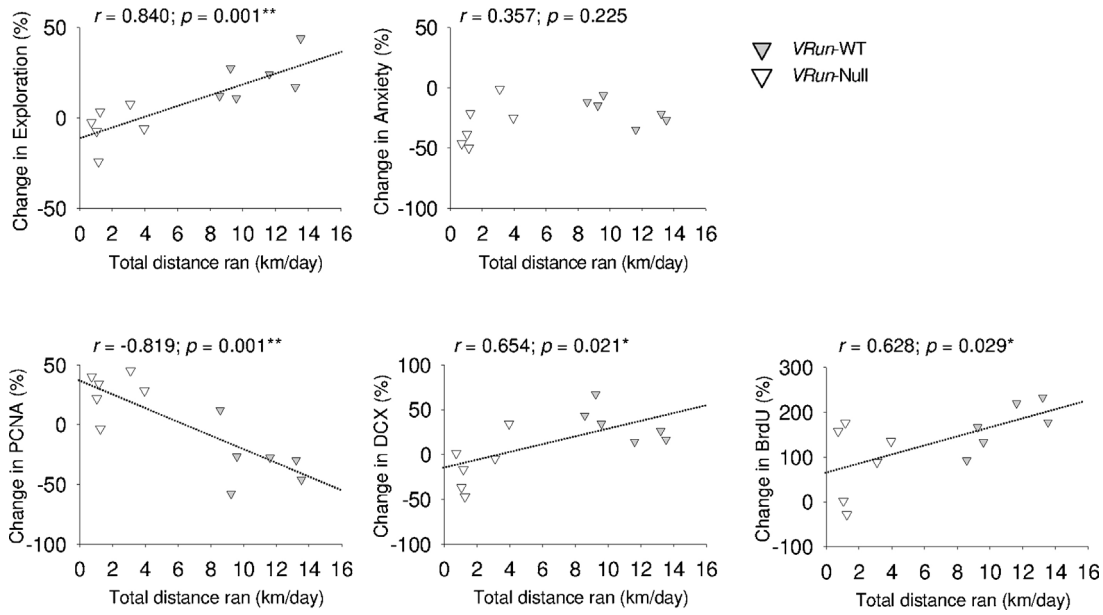 r = 0.840; p = 0.001**
Change in Exploration (%)
50
0
-50
0 2 4 6 8 10 12 14 16
Total distance ran (km/day)
r = 0.357; p = 0.225
Change in Anxiety (%)
50
0
-50
-100
0 2 4 6 8 10 12 14 16
Total distance ran (km/day)
VRun-WT
VRun-Null
r = -0.819; p = 0.001**
Change in PCNA (%)
50
0
-50
-100
0 2 4 6 8 10 12 14 16
Total distance ran (km/day)
r = 0.654; p = 0.021*
Change in DCX (%)
100
50
0
-50
-100
0 2 4 6 8 10 12 14 16
Total distance ran (km/day)
r = 0.628; p = 0.029*
Change in BrdU (%)
300
200
100
0
-100
0 2 4 6 8 10 12 14 16
Total distance ran (km/day)